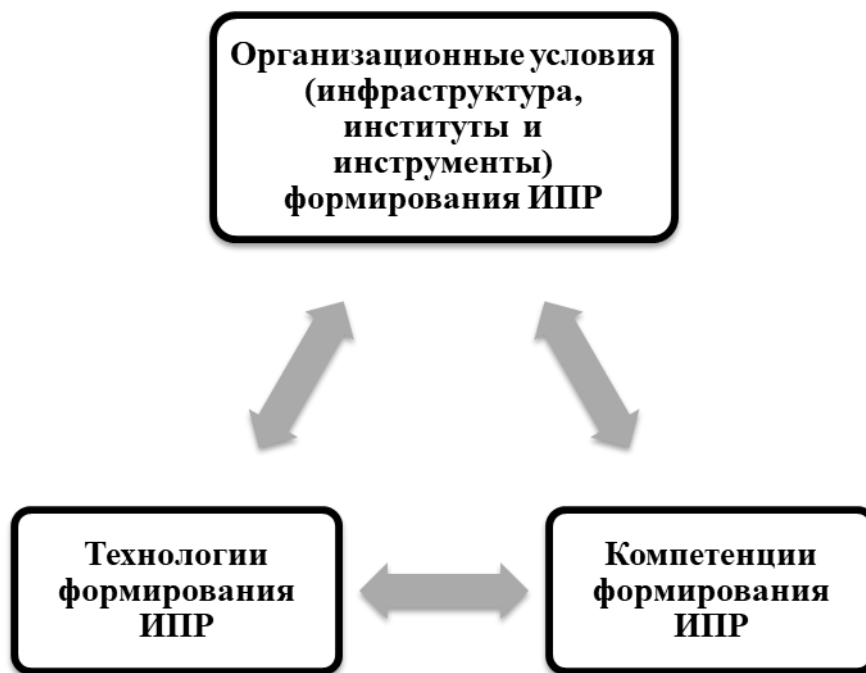 Организационные условия
(инфраструктура,
институты и
инструменты)
формирования ИПР
Технологии
формирования
ИПР
Компетенции
формирования
ИПР